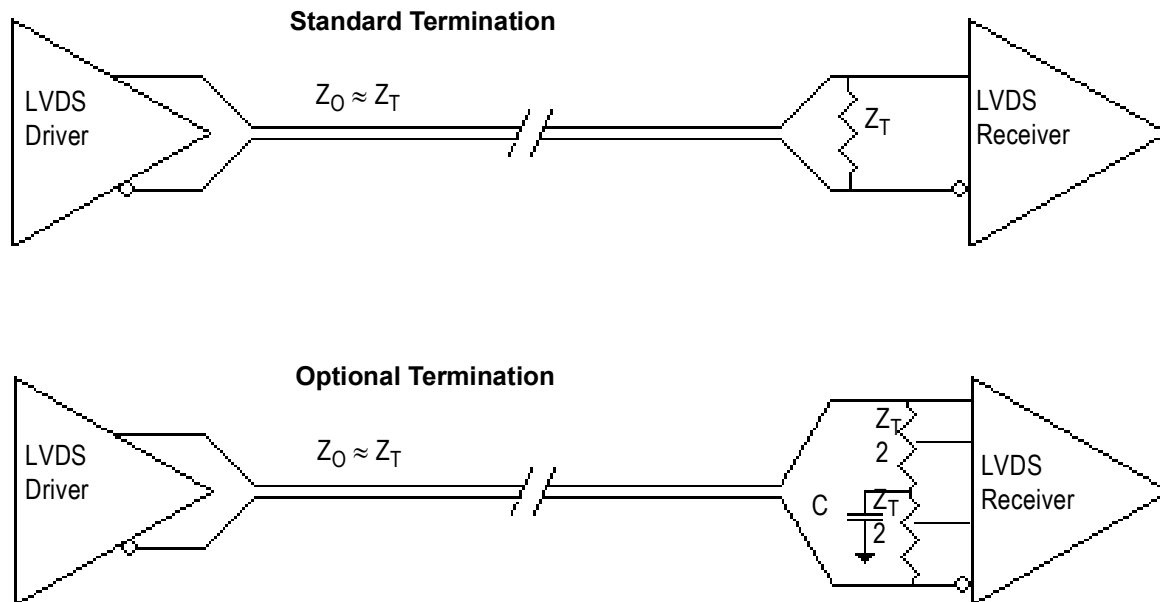 Standard Termination
LVDS
Driver
Z_O ≈ Z_T
Z_T
LVDS
Receiver
Optional Termination
LVDS
Driver
Z_O ≈ Z_T
Z_T
2
C
Z_T
2
LVDS
Receiver